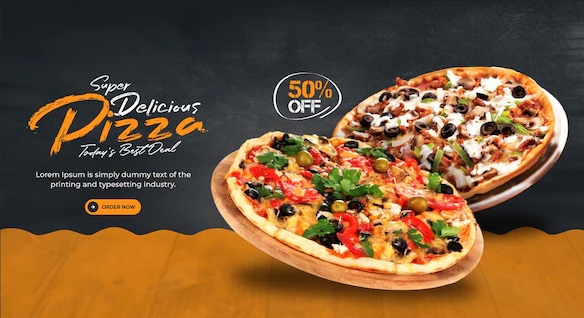 Super
Delicious
Pizza
Today's Best Deal
Lorem Ipsum is simply dummy text of the
printing and typesetting industry.
ORDER NOW
50%
OFF